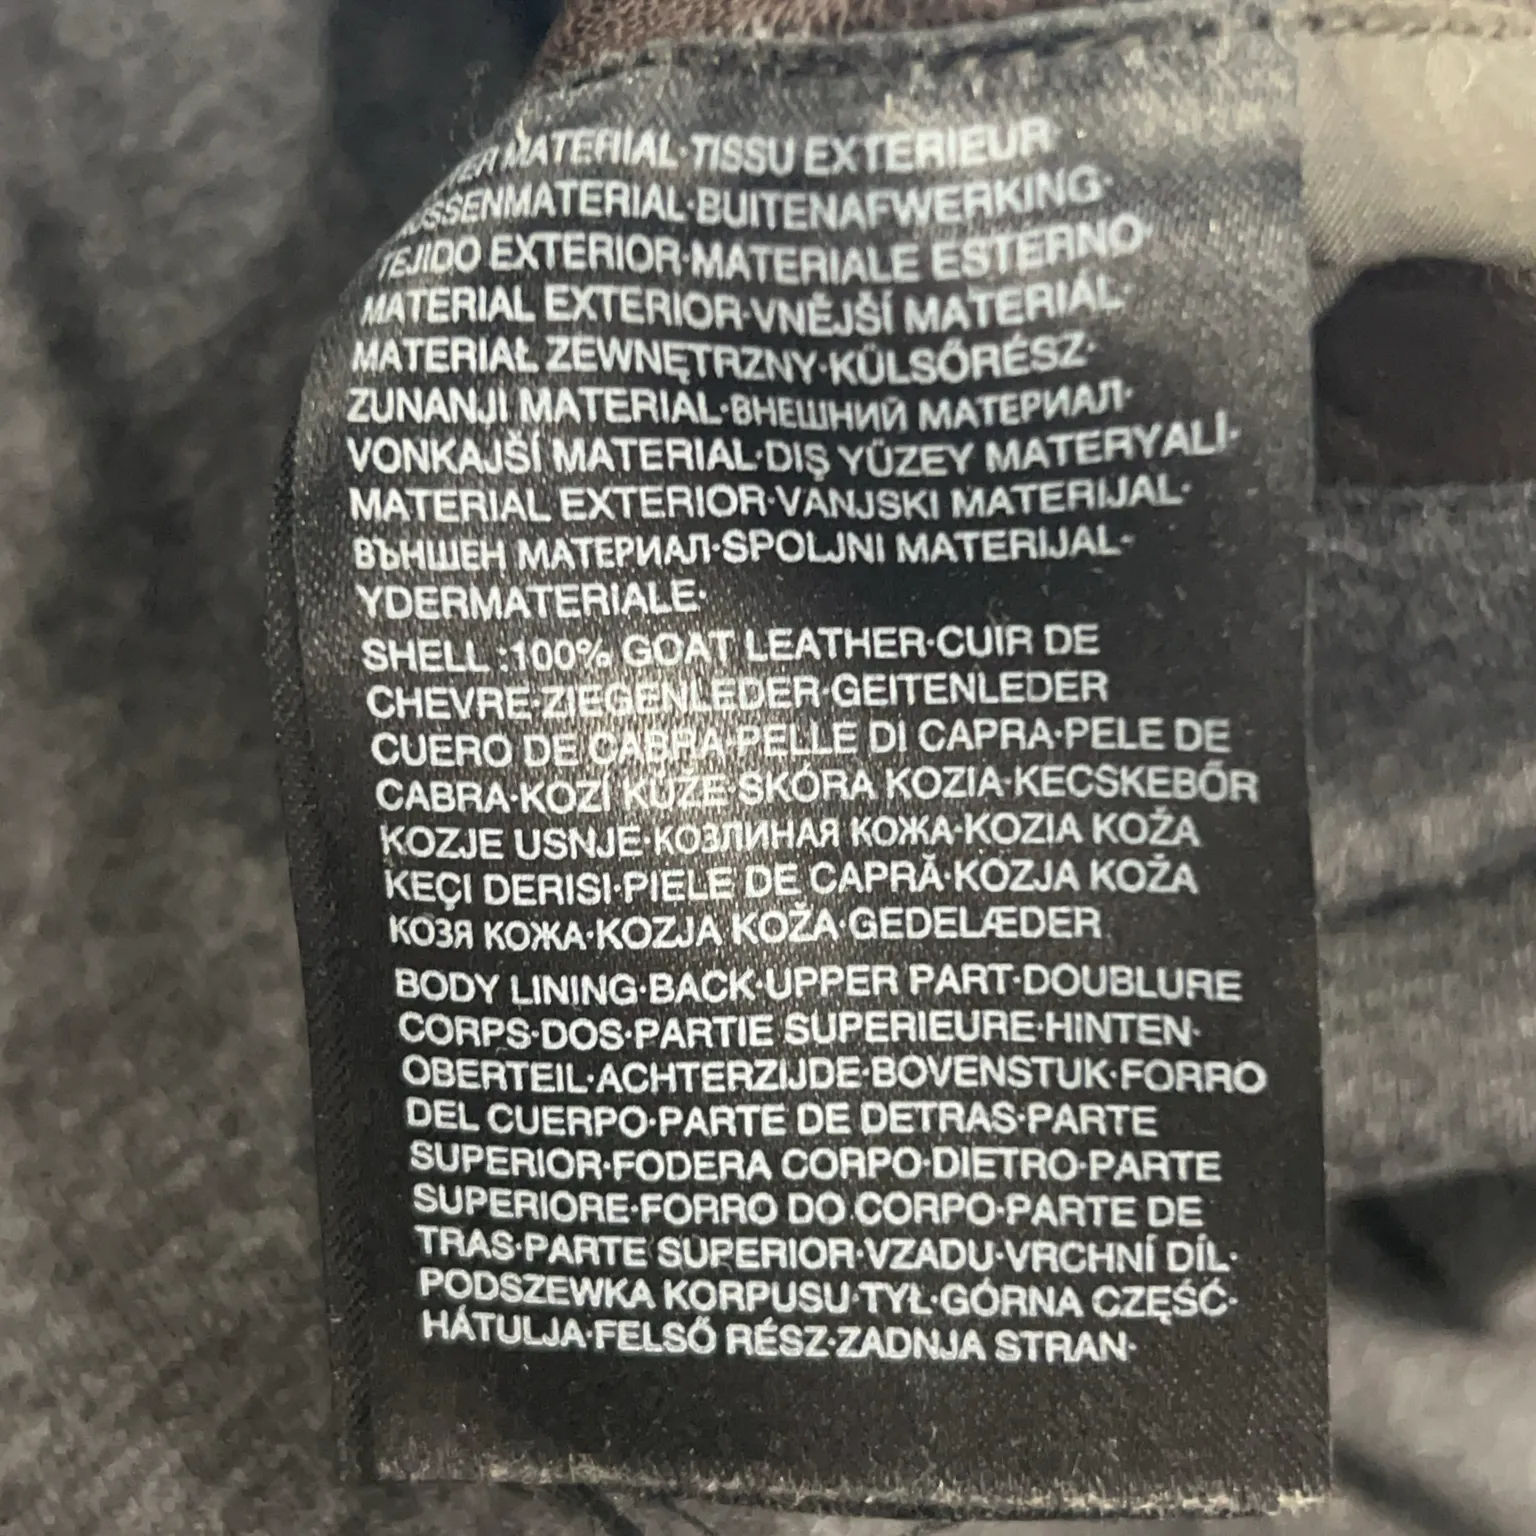 MATERIAL·TISSU EXTERIEUR
AUSSENMATERIAL·BUITENAFWERKING·
TEJIDO EXTERIOR·MATERIALE ESTERNO
MATERIAL EXTERIOR·VNĚJŠÍ MATERIÁL·
MATERIAŁ ZEWNĘTRZNY·KÜLSŐRÉSZ·
ZUNANJI MATERIAL·ВНЕШНИЙ МАТЕРИАЛ·
VONKAJŠÍ MATERIAL·DIŞ YÜZEY MATERYALİ·
MATERIAL EXTERIOR·VANJSKI MATERIJAL·
ВЪНШЕН МАТЕРИАЛ·SPOLJNI MATERIJAL·
YDERMATERIALE·
SHELL :100% GOAT LEATHER·CUIR DE
CHEVRE·ZIEGENLEDER·GEITENLEDER
CUERO DE CABRA·PELLE DI CAPRA·PELE DE
CABRA·KOZÍ KŮŽE·SKÓRA KOZIA·KECSKEBŐR
KOZJE USNJE·КОЗЛИНАЯ КОЖА·KOZIA KOŽA
KEÇI DERISI·PIELE DE CAPRĂ·KOZJA KOŽA
КОЗЯ КОЖА·KOZJA KOŽA·GEDELÆDER
BODY LINING·BACK·UPPER PART·DOUBLURE
CORPS·DOS·PARTIE SUPERIEURE·HINTEN·
OBERTEIL·ACHTERZIJDE·BOVENSTUK·FORRO
DEL CUERPO·PARTE DE DETRAS·PARTE
SUPERIOR·FODERA CORPO·DIETRO·PARTE
SUPERIORE·FORRO DO CORPO·PARTE DE
TRAS·PARTE SUPERIOR·VZADU·VRCHNÍ DÍL·
PODSZEWKA KORPUSU·TYŁ·GÓRNA CZĘŚĆ·
HÁTULJA·FELSŐ RÉSZ·ZADNJA STRAN·